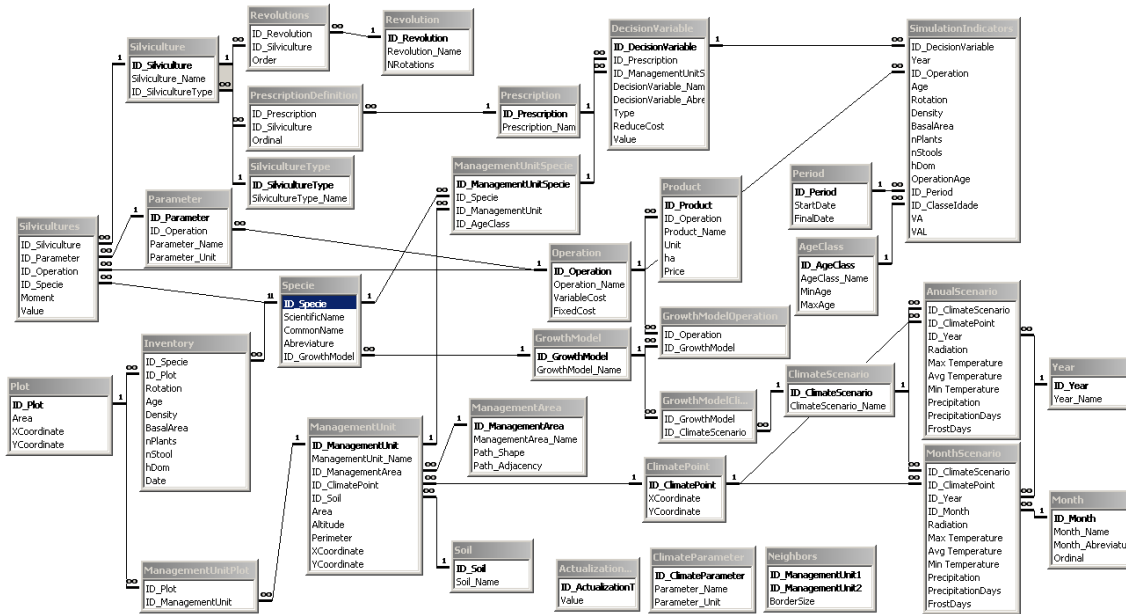 Revolutions
ID_Revolution
ID_Silviculture
Order
Revolution
ID_Revolution
Revolution_Name
NRotations
Silviculture
ID_Silviculture
Silviculture_Name
ID_SilvicultureType
PrescriptionDefinition
ID_Prescription
ID_Silviculture
Ordinal
Prescription
ID_Prescription
Prescription_Nam
SilvicultureType
ID_SilvicultureType
SilvicultureType_Name
DecisionVariable
ID_DecisionVariable
ID_Prescription
ID_ManagementUnitS
DecisionVariable_Nam
DecisionVariable_Abre
Type
ReduceCost
Value
SimulationIndicators
ID_DecisionVariable
Year
ID_Operation
Age
Rotation
Density
BasalArea
nPlants
nStools
hDom
OperationAge
ID_Period
ID_ClasseIdade
VA
VAL
ManagementUnitSpecie
ID_ManagementUnitSpecie
ID_Specie
ID_ManagementUnit
ID_AgeClass
Period
ID_Period
StartDate
FinalDate
Product
ID_Product
ID_Operation
Product_Name
Unit
ha
Price
AgeClass
ID_AgeClass
AgeClass_Name
MinAge
MaxAge
Parameter
ID_Parameter
ID_Operation
Parameter_Name
Parameter_Unit
Silvicultures
ID_Silviculture
ID_Parameter
ID_Operation
ID_Specie
Moment
Value
Operation
ID_Operation
Operation_Name
VariableCost
FixedCost
Specie
ID_Specie
ScientificName
CommonName
Abreviature
ID_GrowthModel
GrowthModelOperation
ID_Operation
ID_GrowthModel
GrowthModel
ID_GrowthModel
GrowthModel_Name
AnualScenario
ID_ClimateScenario
ID_ClimatePoint
ID_Year
Radiation
Max Temperature
Avg Temperature
Min Temperature
Precipitation
PrecipitationDays
FrostDays
Inventory
ID_Specie
ID_Plot
Rotation
Age
Density
BasalArea
nPlants
nStool
hDom
Date
Plot
ID_Plot
Area
XCoordinate
YCoordinate
ClimateScenario
ID_ClimateScenario
ClimateScenario_Name
Year
ID_Year
Year_Name
GrowthModelCli...
ID_GrowthModel
ID_ClimateScenario
ManagementArea
ID_ManagementArea
ManagementArea_Name
Path_Shape
Path_Adjacency
ManagementUnit
ID_ManagementUnit
ManagementUnit_Name
ID_ManagementArea
ID_ClimatePoint
ID_Soil
Area
Altitude
Perimeter
XCoordinate
YCoordinate
ClimatePoint
ID_ClimatePoint
XCoordinate
YCoordinate
MonthScenario
ID_ClimateScenario
ID_ClimatePoint
ID_Year
ID_Month
Radiation
Max Temperature
Avg Temperature
Min Temperature
Precipitation
PrecipitationDays
FrostDays
Month
ID_Month
Month_Name
Month_Abreviatu
Ordinal
ManagementUnitPlot
ID_Plot
ID_ManagementUnit
Soil
ID_Soil
Soil_Name
Actualization...
ID_ActualizationT
Value
ClimateParameter
ID_ClimateParameter
Parameter_Name
Parameter_Unit
Neighbors
ID_ManagementUnit1
ID_ManagementUnit2
BorderSize